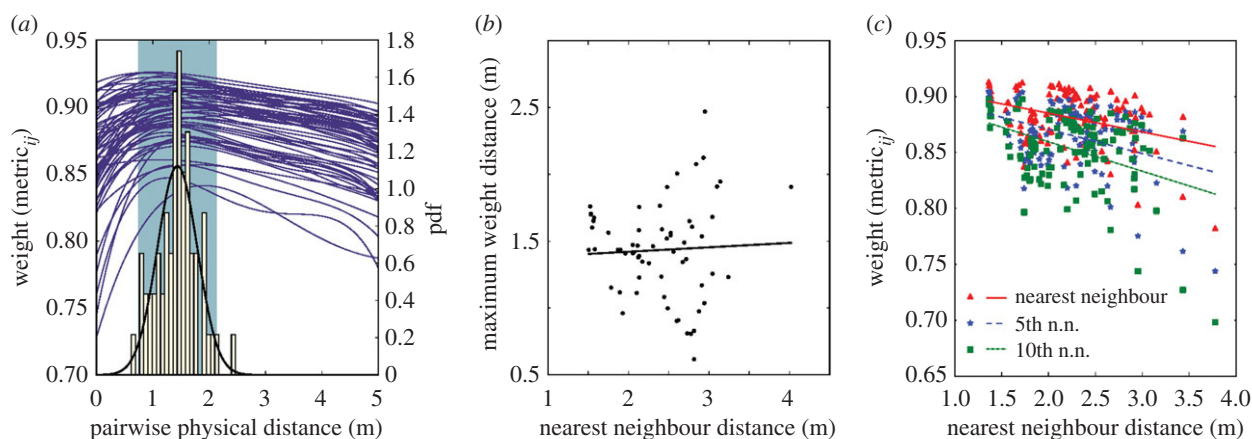 (a)
0.95
0.90
0.85
0.80
0.75
0.70
weight (metric_ij)
1.8
1.6
1.4
1.2
1.0
0.8
0.6
0.4
0.2
0
pdf
0 1 2 3 4 5
pairwise physical distance (m)
(b)
2.5
1.5
0.5
maximum weight distance (m)
1 2 3 4
nearest neighbour distance (m)
(c)
0.95
0.90
0.85
0.80
0.75
0.70
0.65
weight (metric_ij)
nearest neighbour
5th n.n.
10th n.n.
1.0 1.5 2.0 2.5 3.0 3.5 4.0
nearest neighbour distance (m)